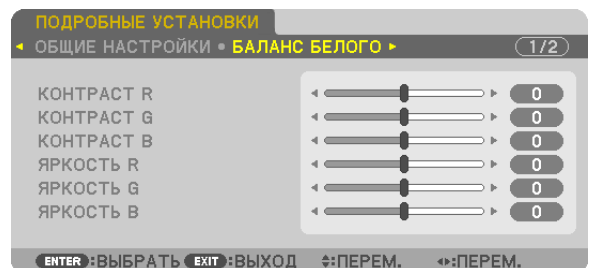 ПОДРОБНЫЕ УСТАНОВКИ
ОБЩИЕ НАСТРОЙКИ • БАЛАНС БЕЛОГО 1/2
КОНТРАСТ R 0
КОНТРАСТ G 0
КОНТРАСТ B 0
ЯРКОСТЬ R 0
ЯРКОСТЬ G 0
ЯРКОСТЬ B 0
ENTER:ВЫБРАТЬ EXIT:ВЫХОД :ПЕРЕМ. :ПЕРЕМ.